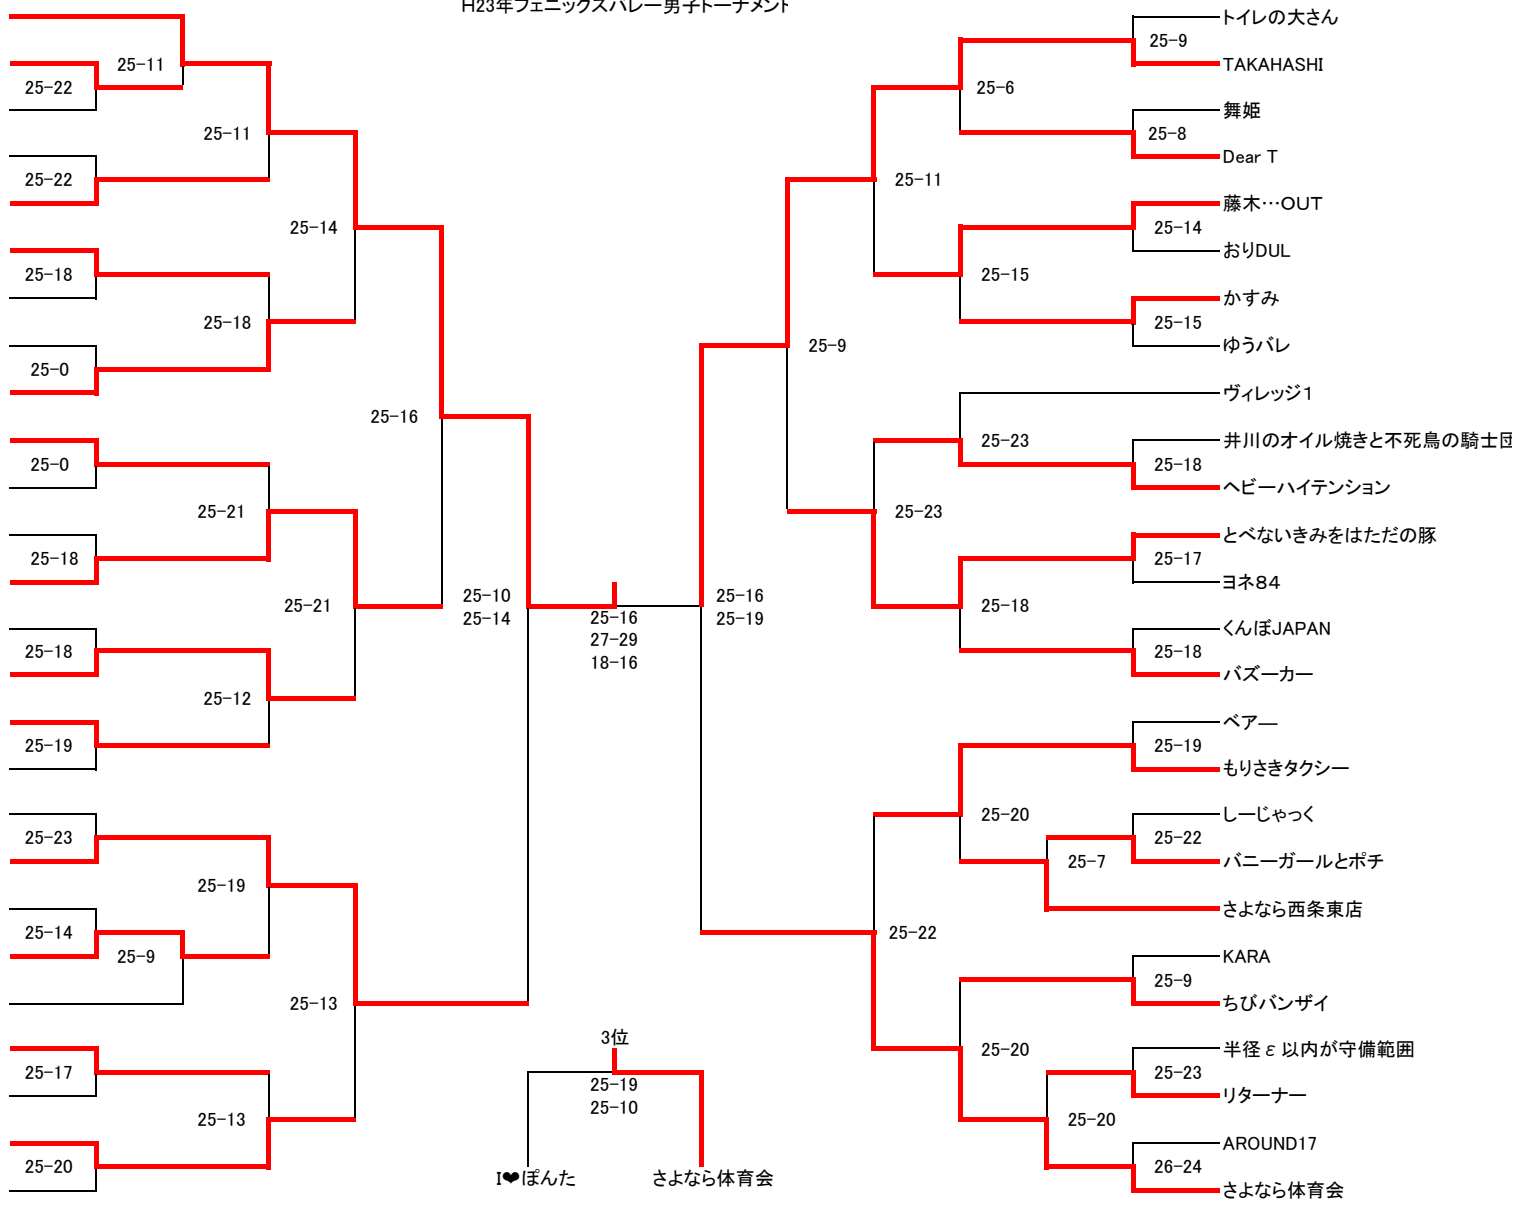 H23年フェニックスバレー男子トーナメント
25-11
25-22
25-11
25-22
25-14
25-18
25-18
25-0
25-16
25-0
25-21
25-18
25-21
25-18
25-12
25-19
25-10
25-14
25-23
25-19
25-14
25-9
25-13
25-17
25-13
25-20
25-16
27-29
18-16
3位
25-19
25-10
I❤ぽんた
さよなら体育会
25-16
25-19
25-9
25-11
25-6
25-15
25-23
25-23
25-18
25-22
25-20
25-7
25-20
25-20
トイレの大さん
25-9
TAKAHASHI
舞姫
25-8
Dear T
藤木…OUT
25-14
おりDUL
かすみ
25-15
ゆうバレ
ヴィレッジ1
井川のオイル焼きと不死鳥の騎士団
25-18
ヘビーハイテンション
とべないきみをはただの豚
25-17
ヨネ84
くんぼJAPAN
25-18
バズーカー
ベア―
25-19
もりさきタクシー
しーじゃっく
25-22
バニーガールとポチ
さよなら西条東店
KARA
25-9
ちびバンザイ
半径ε以内が守備範囲
25-23
リターナー
AROUND17
26-24
さよなら体育会